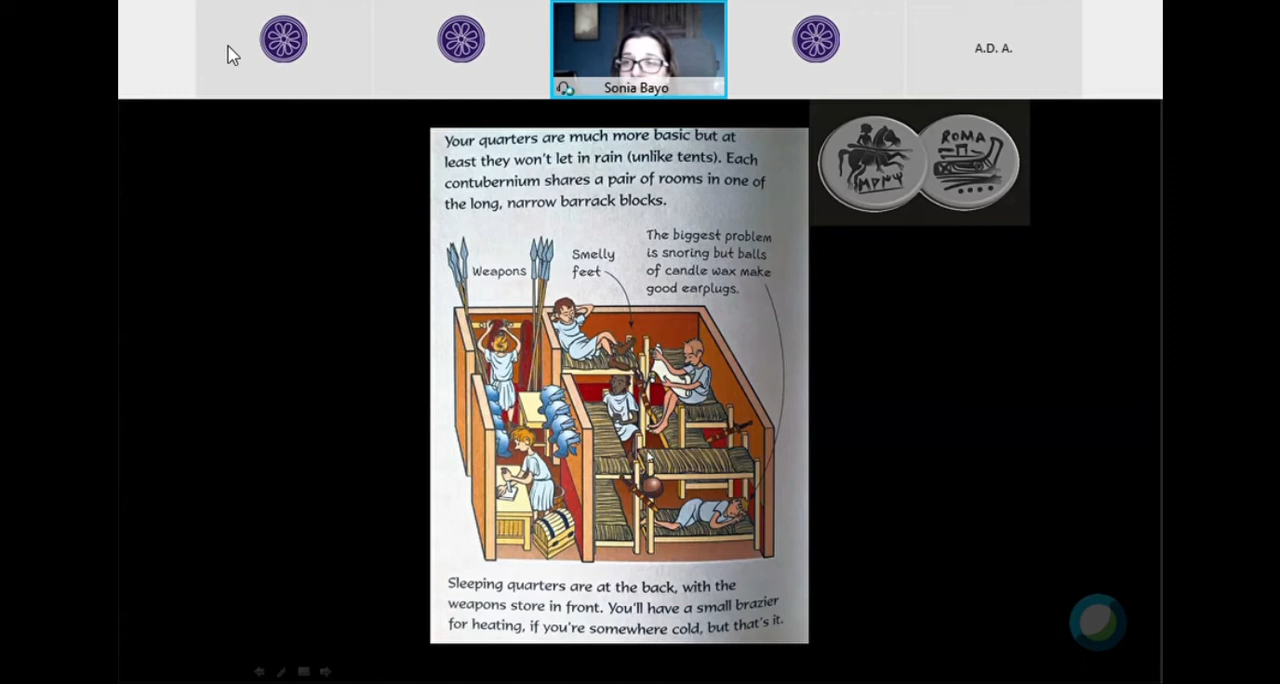 Sonia Bayo
A.D. A.
ROMA
Your quarters are much more basic but at
least they won't let in rain (unlike tents). Each
contubernium shares a pair of rooms in one of
the long, narrow barrack blocks.
Weapons
Smelly
feet
The biggest problem
is snoring but balls
of candle wax make
good earplugs.
Sleeping quarters are at the back, with the
weapons store in front. You'll have a small brazier
for heating, if you're somewhere cold, but that's it.